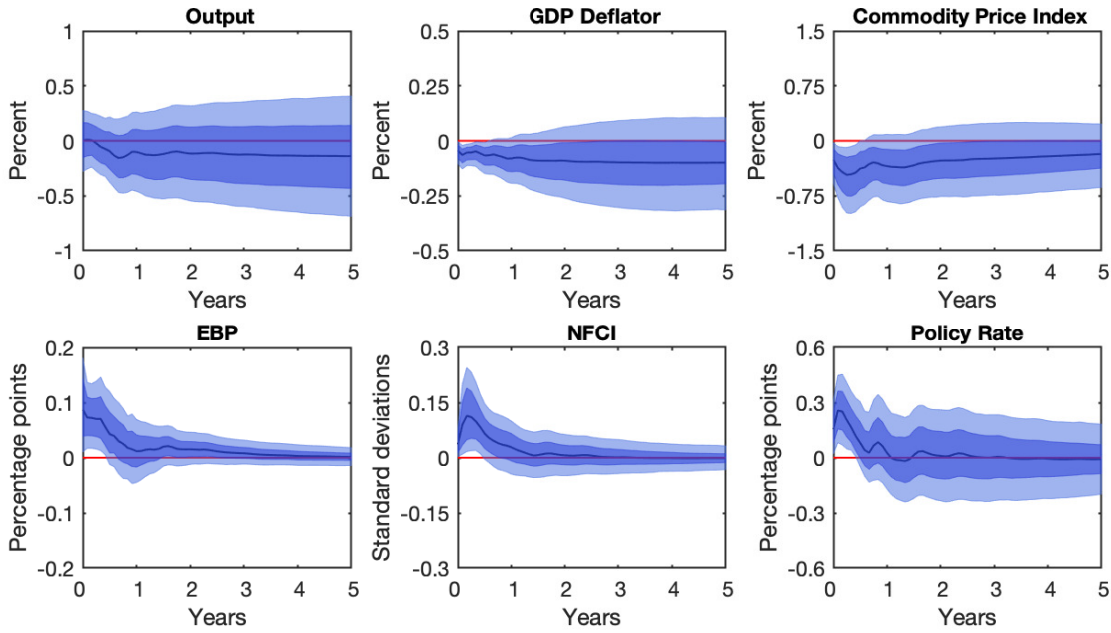 Output
GDP Deflator
Commodity Price Index
Percent
1
0.5
0
-0.5
-1
0 1 2 3 4 5
Years
Percent
0.5
0.25
0
-0.25
-0.5
0 1 2 3 4 5
Years
Percent
1.5
0.75
0
-0.75
-1.5
0 1 2 3 4 5
Years
EBP
NFCI
Policy Rate
Percentage points
0.2
0.1
0
-0.1
-0.2
0 1 2 3 4 5
Years
Standard deviations
0.3
0.15
0
-0.15
-0.3
0 1 2 3 4 5
Years
Percentage points
0.6
0.3
0
-0.3
-0.6
0 1 2 3 4 5
Years